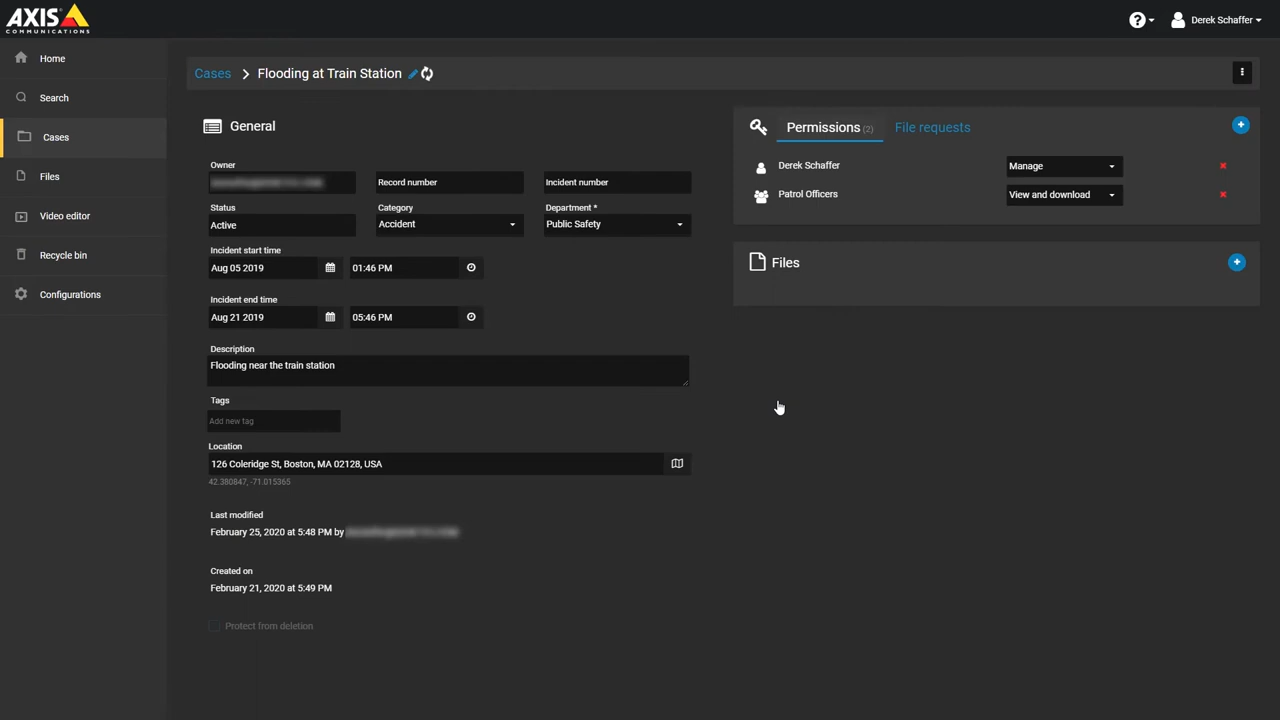 AXIS
COMMUNICATIONS
Derek Schaffer
Home
Search
Cases
Files
Video editor
Recycle bin
Configurations
Cases > Flooding at Train Station
General
Owner
Record number
Incident number
Status
Category
Department *
Active
Accident
Public Safety
Incident start time
Aug 05 2019
01:46 PM
Incident end time
Aug 21 2019
05:46 PM
Description
Flooding near the train station
Tags
Add new tag
Location
126 Coleridge St, Boston, MA 02128, USA
42.380847, -71.015365
Last modified
February 25, 2020 at 5:48 PM by
Created on
February 21, 2020 at 5:49 PM
Protect from deletion
Permissions (2)
File requests
Derek Schaffer
Manage
Patrol Officers
View and download
Files